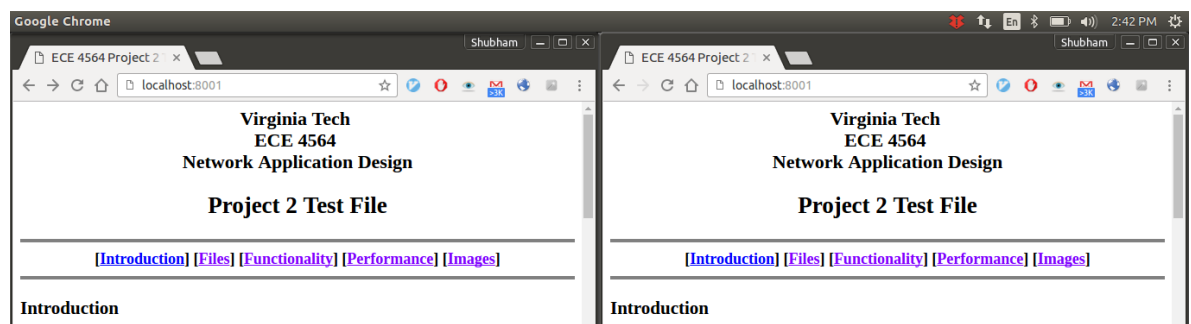 Google Chrome
En
2:42 PM
Shubham
ECE 4564 Project 2
localhost:8001
>3K
Virginia Tech
ECE 4564
Network Application Design
Project 2 Test File
[Introduction] [Files] [Functionality] [Performance] [Images]
Introduction
Shubham
ECE 4564 Project 2
localhost:8001
>3K
Virginia Tech
ECE 4564
Network Application Design
Project 2 Test File
[Introduction] [Files] [Functionality] [Performance] [Images]
Introduction